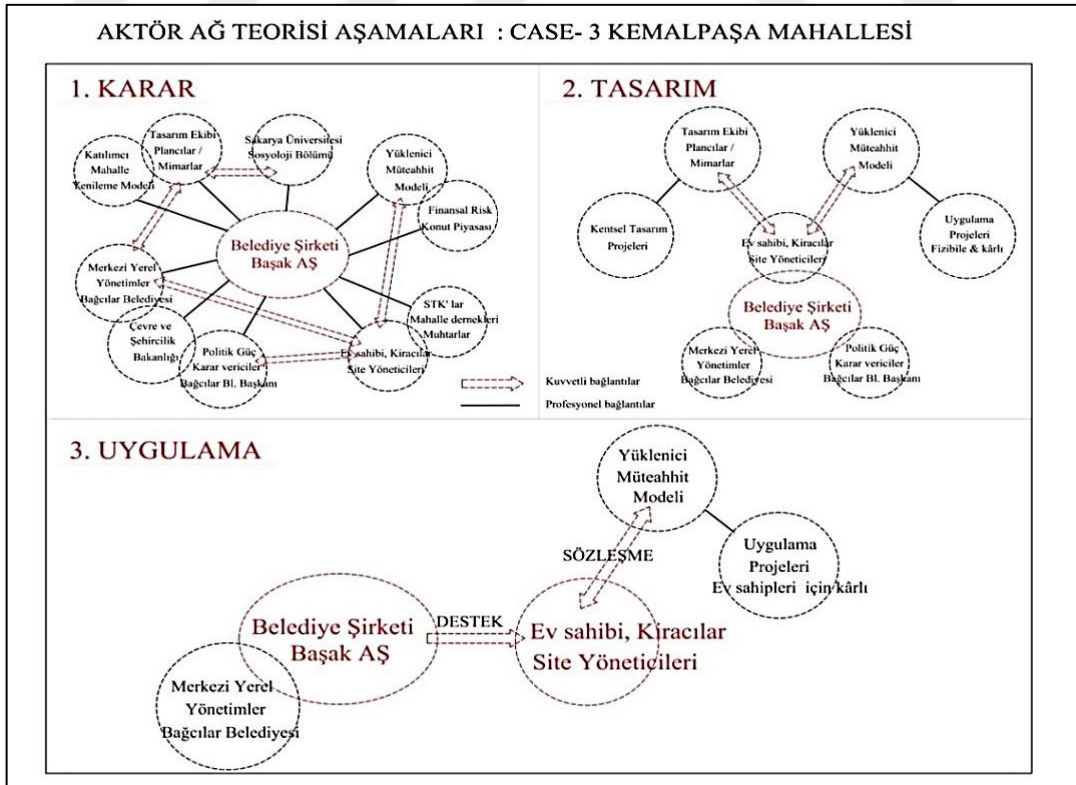 AKTÖR AĞ TEORİSİ AŞAMALARI : CASE- 3 KEMALPAŞA MAHALLESİ
1. KARAR
Katılımcı
Mahalle
Yenileme Modeli
Tasarım Ekibi
Plancılar /
Mimarlar
Sakarya Üniversitesi
Sosyoloji Bölümü
Yüklenici
Müteahhit
Modeli
Finansal Risk
Konut Piyasası
Belediye Şirketi
Başak AŞ
Merkezi Yerel
Yönetimler
Bağcılar Belediyesi
Çevre ve
Şehircilik
Bakanlığı
Politik Güç
Karar vericiler
Bağcılar Bl. Başkanı
Ev sahibi, Kiracılar
Site Yöneticileri
STK' lar
Mahalle dernekleri
Muhtarlar
Kuvvetli bağlantılar
Profesyonel bağlantılar
2. TASARIM
Tasarım Ekibi
Plancılar /
Mimarlar
Yüklenici
Müteahhit
Modeli
Kentsel Tasarım
Projeleri
Uygulama
Projeleri
Fizibile & kârlı
Ev sahibi, Kiracılar
Site Yöneticileri
Belediye Şirketi
Başak AŞ
Merkezi Yerel
Yönetimler
Bağcılar Belediyesi
Politik Güç
Karar vericiler
Bağcılar Bl. Başkanı
3. UYGULAMA
Yüklenici
Müteahhit
Modeli
SÖZLEŞME
Uygulama
Projeleri
Ev sahipleri için kârlı
Belediye Şirketi
Başak AŞ
DESTEK
Ev sahibi, Kiracılar
Site Yöneticileri
Merkezi Yerel
Yönetimler
Bağcılar Belediyesi